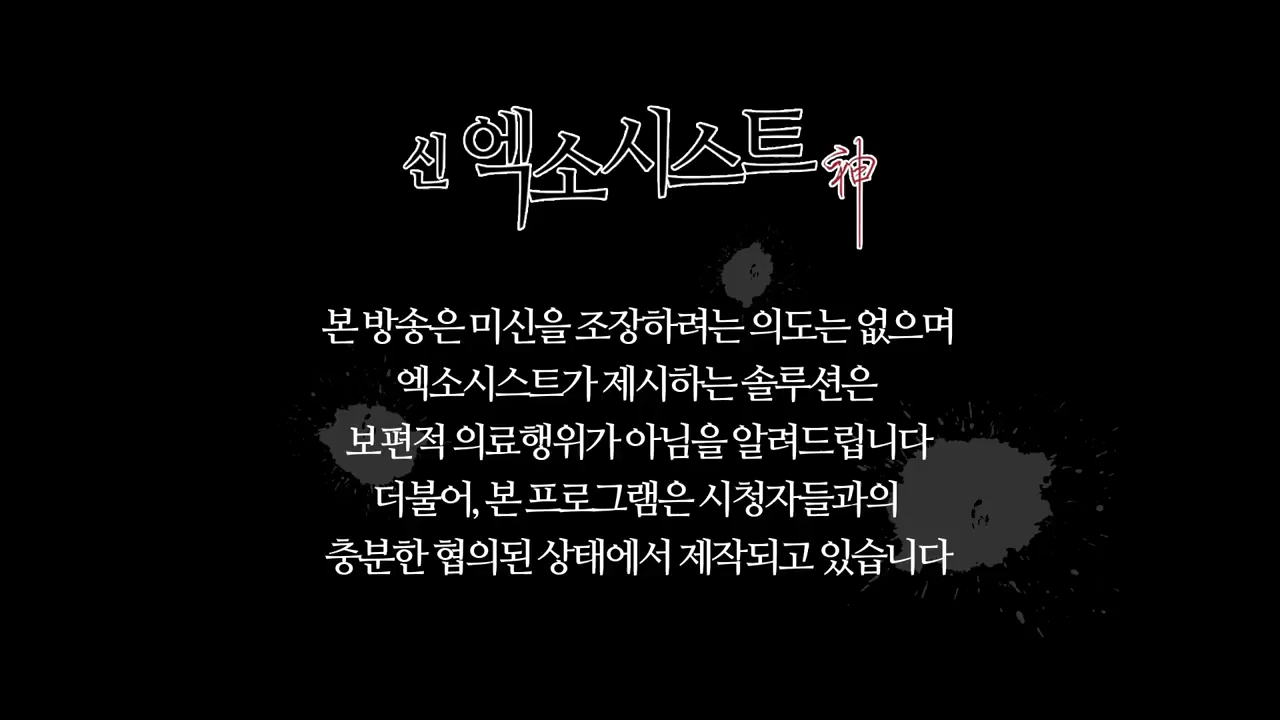 신 엑소시스트 神
본 방송은 미신을 조장하려는 의도는 없으며
엑소시스트가 제시하는 솔루션은
보편적 의료행위가 아님을 알려드립니다
더불어, 본 프로그램은 시청자들과의
충분한 협의된 상태에서 제작되고 있습니다